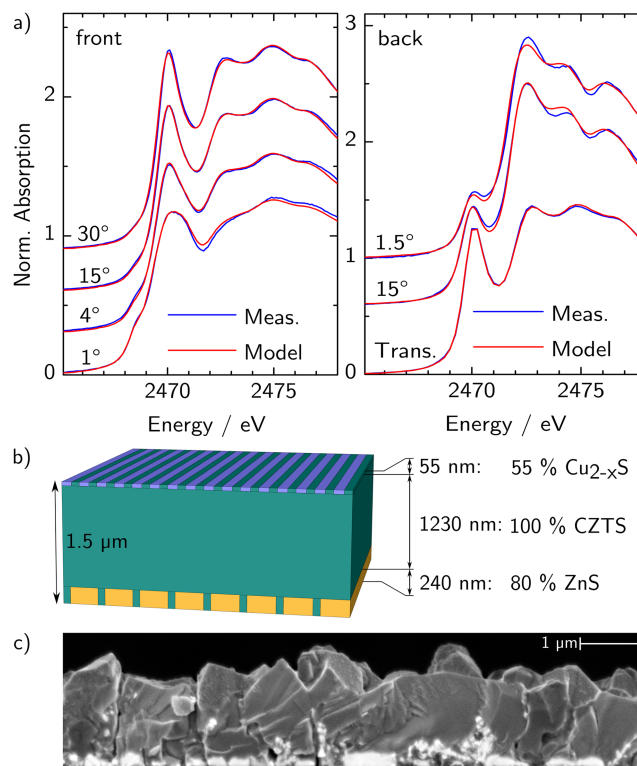 a)
front
back
Norm. Absorption
2
1
0
30°
15°
4°
1°
Meas.
Model
2470
2475
Energy / eV
3
2
1
0
1.5°
15°
Trans.
Meas.
Model
2470
2475
Energy / eV
b)
1.5 µm
55 nm: 55 % Cu2-xS
1230 nm: 100 % CZTS
240 nm: 80 % ZnS
c)
1 µm